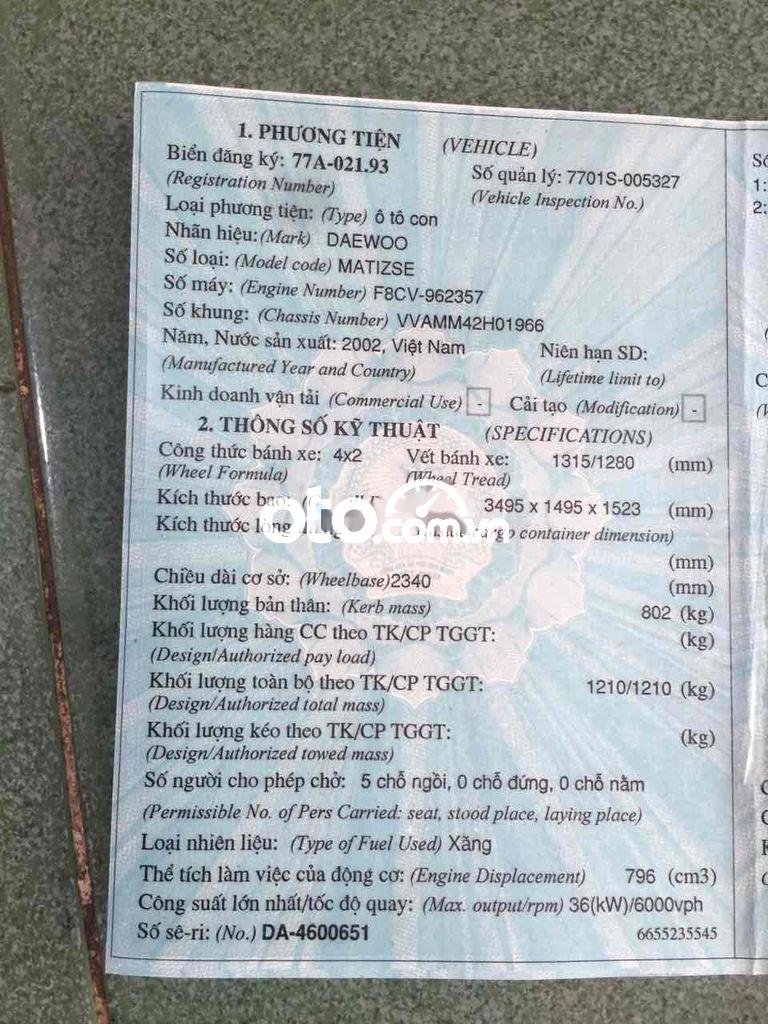 1. PHƯƠNG TIỆN (VEHICLE)
Biển đăng ký: 77A-021.93 Số quản lý: 7701S-005327
(Registration Number) (Vehicle Inspection No.)
Loại phương tiện: (Type) ô tô con
Nhãn hiệu: (Mark) DAEWOO
Số loại: (Model code) MATIZSE
Số máy: (Engine Number) F8CV-962357
Số khung: (Chassis Number) VVAMM42H01966
Năm, Nước sản xuất: 2002, Việt Nam Niên hạn SD:
(Manufactured Year and Country) (Lifetime limit to)
Kinh doanh vận tải (Commercial Use) - Cải tạo (Modification) -
2. THÔNG SỐ KỸ THUẬT (SPECIFICATIONS)
Công thức bánh xe: 4x2 Vết bánh xe: 1315/1280 (mm)
(Wheel Formula) (Wheel Tread)
Kích thước bao: 3495 x 1495 x 1523 (mm)
Kích thước lòng cargo container dimension)
(mm)
Chiều dài cơ sở: (Wheelbase)2340 (mm)
Khối lượng bản thân: (Kerb mass) 802 (kg)
Khối lượng hàng CC theo TK/CP TGGT: (kg)
(Design/Authorized pay load)
Khối lượng toàn bộ theo TK/CP TGGT: 1210/1210 (kg)
(Design/Authorized total mass)
Khối lượng kéo theo TK/CP TGGT: (kg)
(Design/Authorized towed mass)
Số người cho phép chở: 5 chỗ ngồi, 0 chỗ đứng, 0 chỗ nằm
(Permissible No. of Pers Carried: seat, stood place, laying place)
Loại nhiên liệu: (Type of Fuel Used) Xăng
Thể tích làm việc của động cơ: (Engine Displacement) 796 (cm3)
Công suất lớn nhất/tốc độ quay: (Max. output/rpm) 36(kW)/6000vph
Số sê-ri: (No.) DA-4600651 6655235545
oto.com.vn
1:
2: